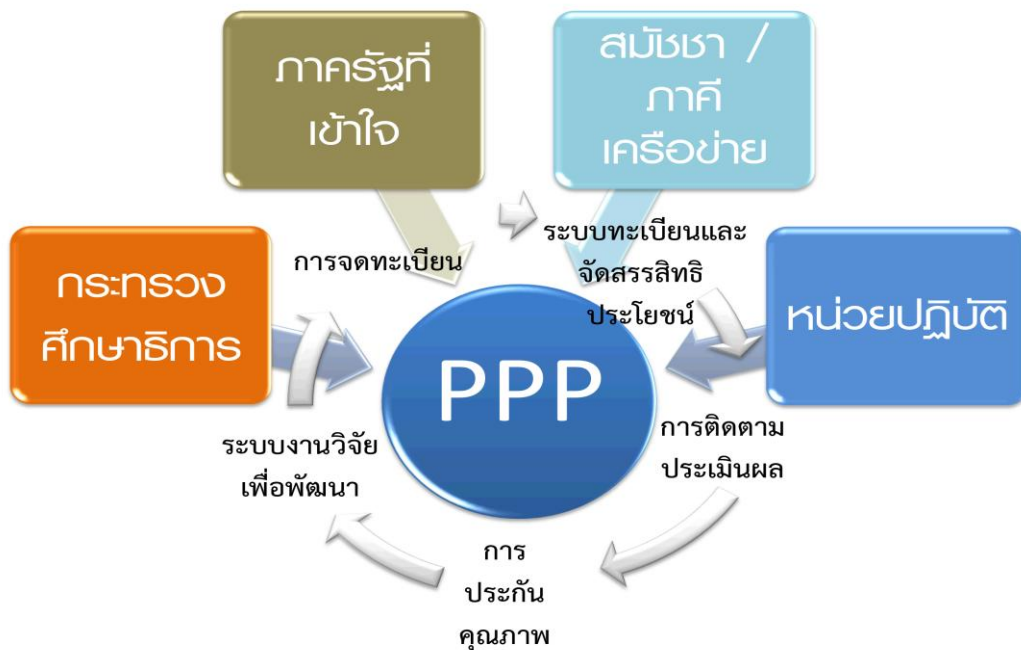 ภาครัฐที่
เข้าใจ
สมัชชา /
ภาคี
เครือข่าย
กระทรวง
ศึกษาธิการ
หน่วยปฏิบัติ
การจดทะเบียน
ระบบทะเบียนและ
จัดสรรสิทธิ
ประโยชน์
PPP
การติดตาม
ประเมินผล
ระบบงานวิจัย
เพื่อพัฒนา
การ
ประกัน
คุณภาพ